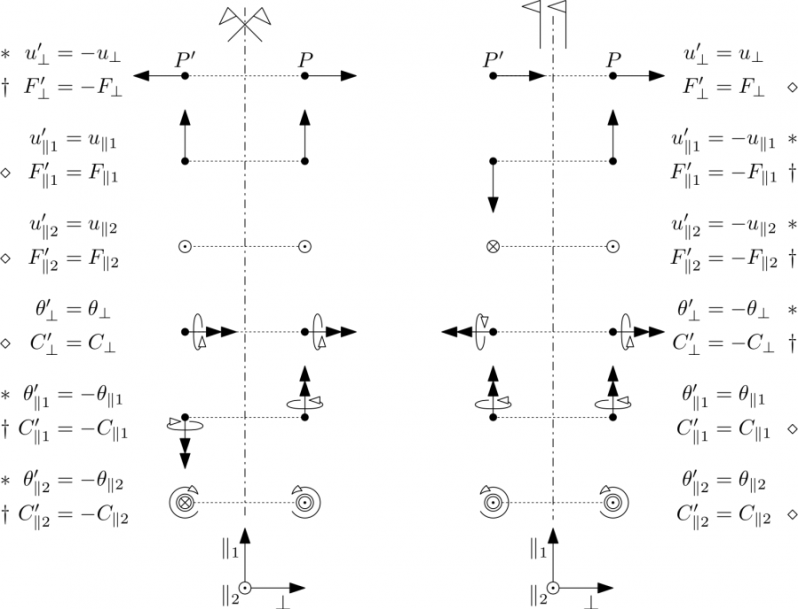 P′ P P′ P
∗ u′⊥ = −u⊥
† F′⊥ = −F⊥
u′∥1 = u∥1
⋄ F′∥1 = F∥1
u′∥2 = u∥2
⋄ F′∥2 = F∥2
θ′⊥ = θ⊥
⋄ C′⊥ = C⊥
∗ θ′∥1 = −θ∥1
† C′∥1 = −C∥1
∗ θ′∥2 = −θ∥2
† C′∥2 = −C∥2
∥1
∥2 ⊥
u′⊥ = u⊥
F′⊥ = F⊥ ⋄
u′∥1 = −u∥1 ∗
F′∥1 = −F∥1 †
u′∥2 = −u∥2 ∗
F′∥2 = −F∥2 †
θ′⊥ = −θ⊥ ∗
C′⊥ = −C⊥ †
θ′∥1 = θ∥1
C′∥1 = C∥1 ⋄
θ′∥2 = θ∥2
C′∥2 = C∥2 ⋄
∥1
∥2 ⊥